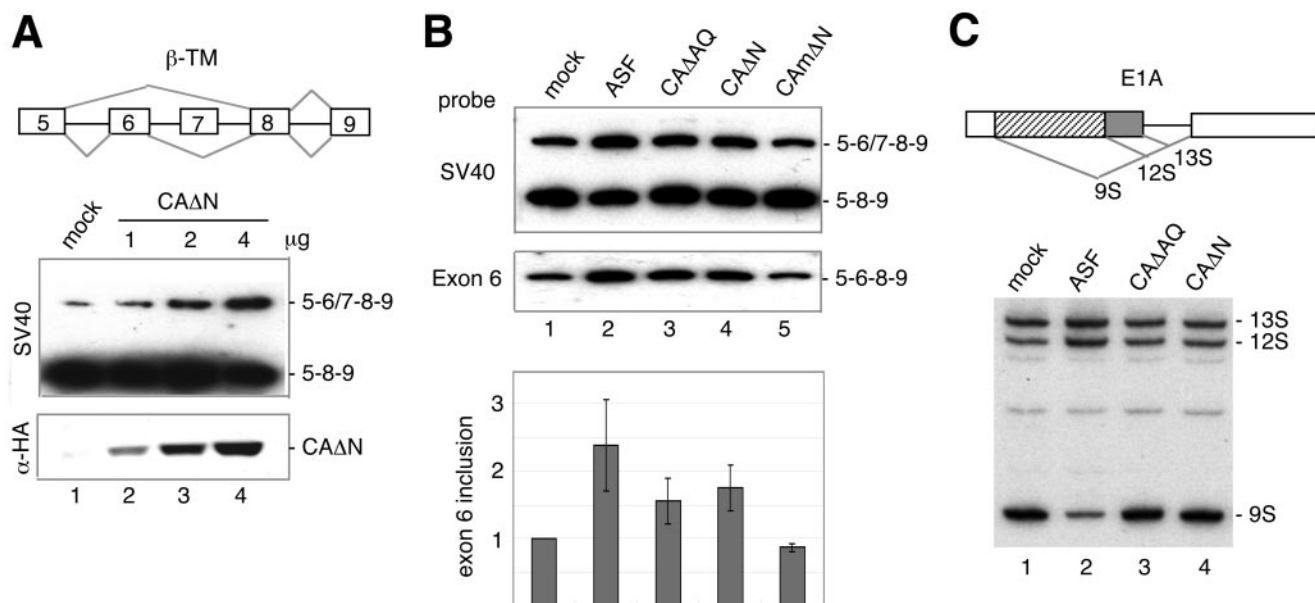 A
β-TM
5 6 7 8 9
CAΔN
mock 1 2 4 μg
SV40
5-6/7-8-9
5-8-9
α-HA
CAΔN
1 2 3 4
B
probe mock ASF CAΔAQ CAΔN CAmΔN
SV40
5-6/7-8-9
5-8-9
Exon 6
5-6-8-9
1 2 3 4 5
exon 6 inclusion
3
2
1
C
E1A
13S
12S
9S
mock ASF CAΔAQ CAΔN
13S
12S
9S
1 2 3 4